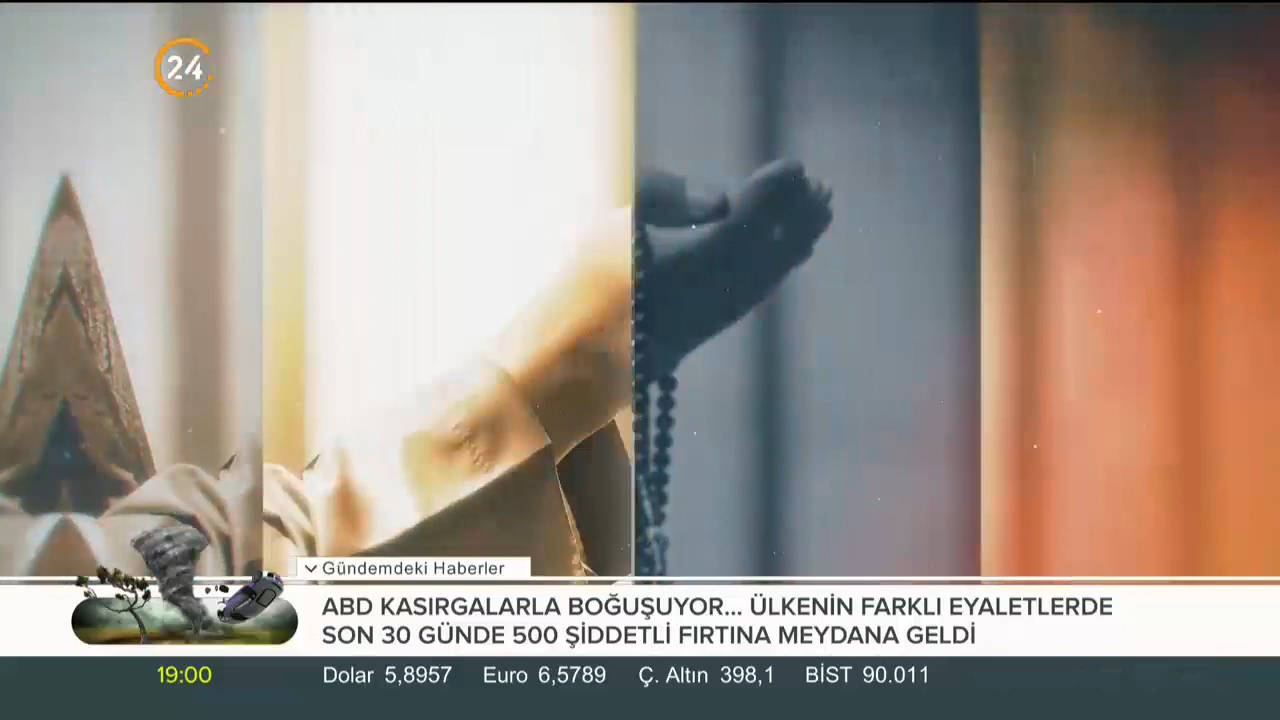 24
Gündemdeki Haberler
ABD KASIRGALARLA BOĞUŞUYOR... ÜLKENİN FARKLI EYALETLERDE
SON 30 GÜNDE 500 ŞİDDETLİ FIRTINA MEYDANA GELDİ
19:00 Dolar 5,8957 Euro 6,5789 Ç. Altın 398,1 BİST 90.011